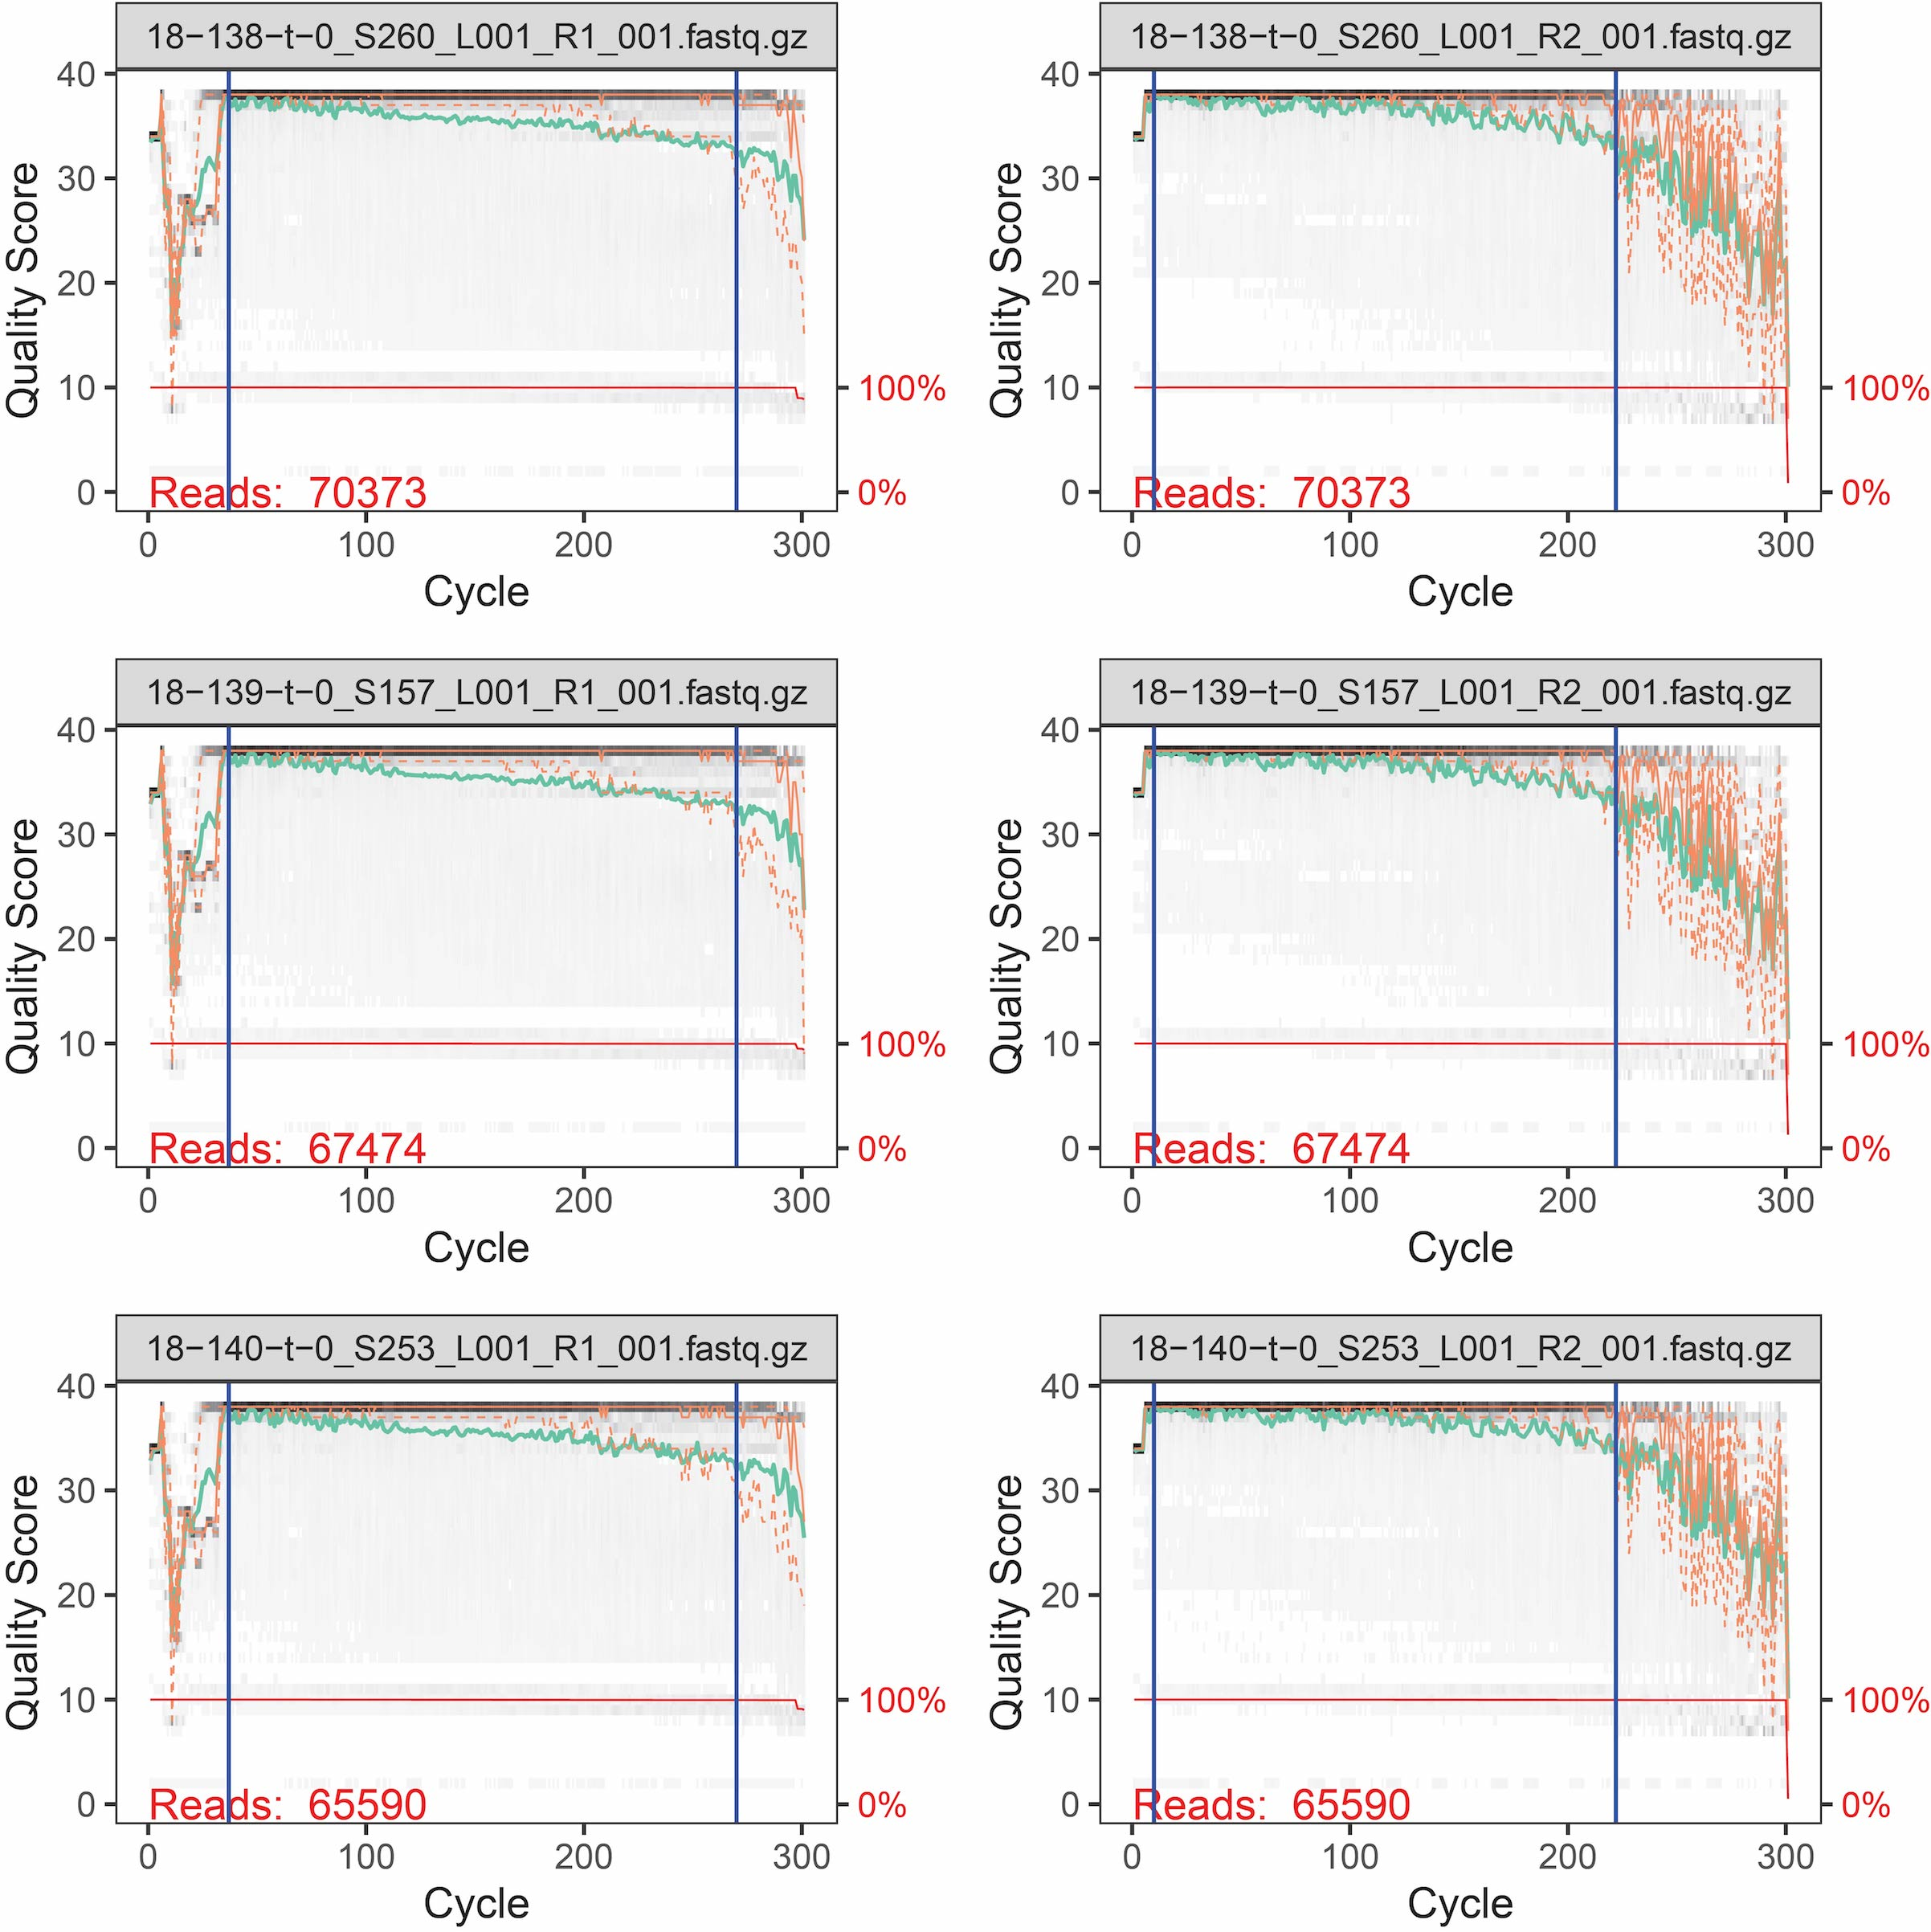 18−138−t−0_S260_L001_R1_001.fastq.gz
40
30
20
10
0
Quality Score
100%
0%
Reads: 70373
0 100 200 300
Cycle
18−138−t−0_S260_L001_R2_001.fastq.gz
40
30
20
10
0
Quality Score
100%
0%
Reads: 70373
0 100 200 300
Cycle
18−139−t−0_S157_L001_R1_001.fastq.gz
40
30
20
10
0
Quality Score
100%
0%
Reads: 67474
0 100 200 300
Cycle
18−139−t−0_S157_L001_R2_001.fastq.gz
40
30
20
10
0
Quality Score
100%
0%
Reads: 67474
0 100 200 300
Cycle
18−140−t−0_S253_L001_R1_001.fastq.gz
40
30
20
10
0
Quality Score
100%
0%
Reads: 65590
0 100 200 300
Cycle
18−140−t−0_S253_L001_R2_001.fastq.gz
40
30
20
10
0
Quality Score
100%
0%
Reads: 65590
0 100 200 300
Cycle